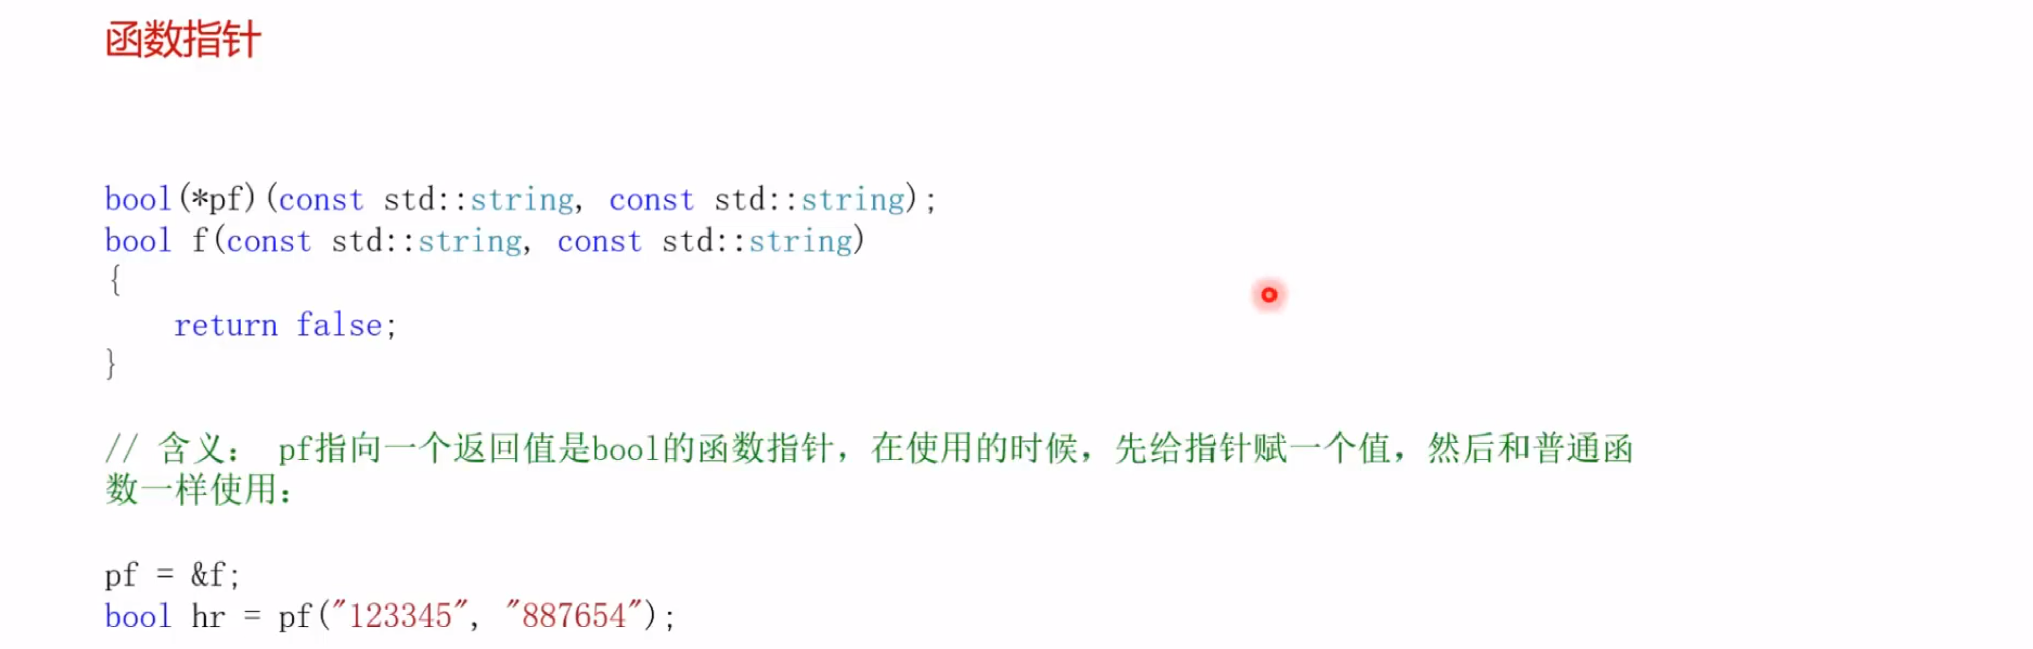 函数指针
bool(*pf)(const std::string, const std::string);
bool f(const std::string, const std::string)
{
    return false;
}
// 含义： pf指向一个返回值是bool的函数指针，在使用的时候，先给指针赋一个值，然后和普通函
数一样使用：
pf = &f;
bool hr = pf("123345", "887654");